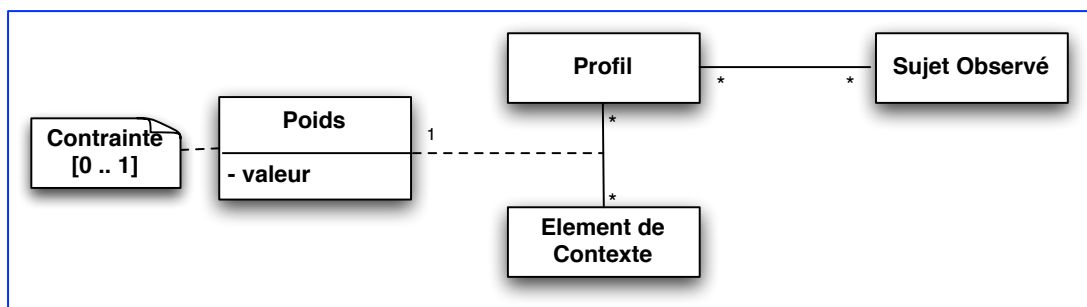 Profil
*
*
Sujet Observé
Contrainte
[0 .. 1]
Poids
- valeur
1
*
*
Element de
Contexte